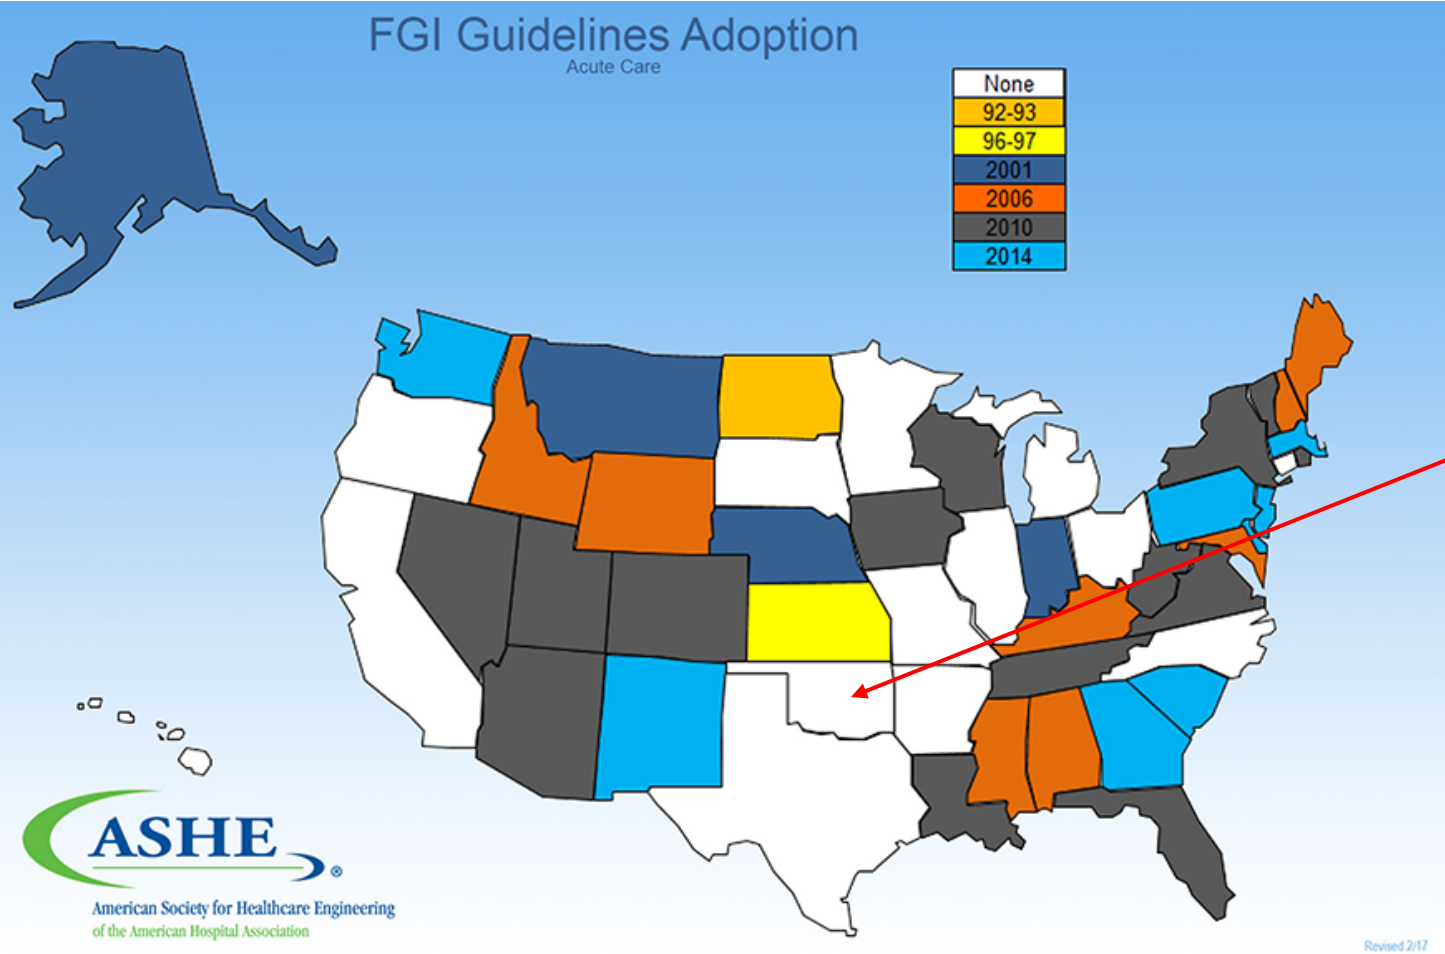 FGI Guidelines Adoption
Acute Care
None
92-93
96-97
2001
2006
2010
2014
ASHE®
American Society for Healthcare Engineering
of the American Hospital Association
Revised 2/17